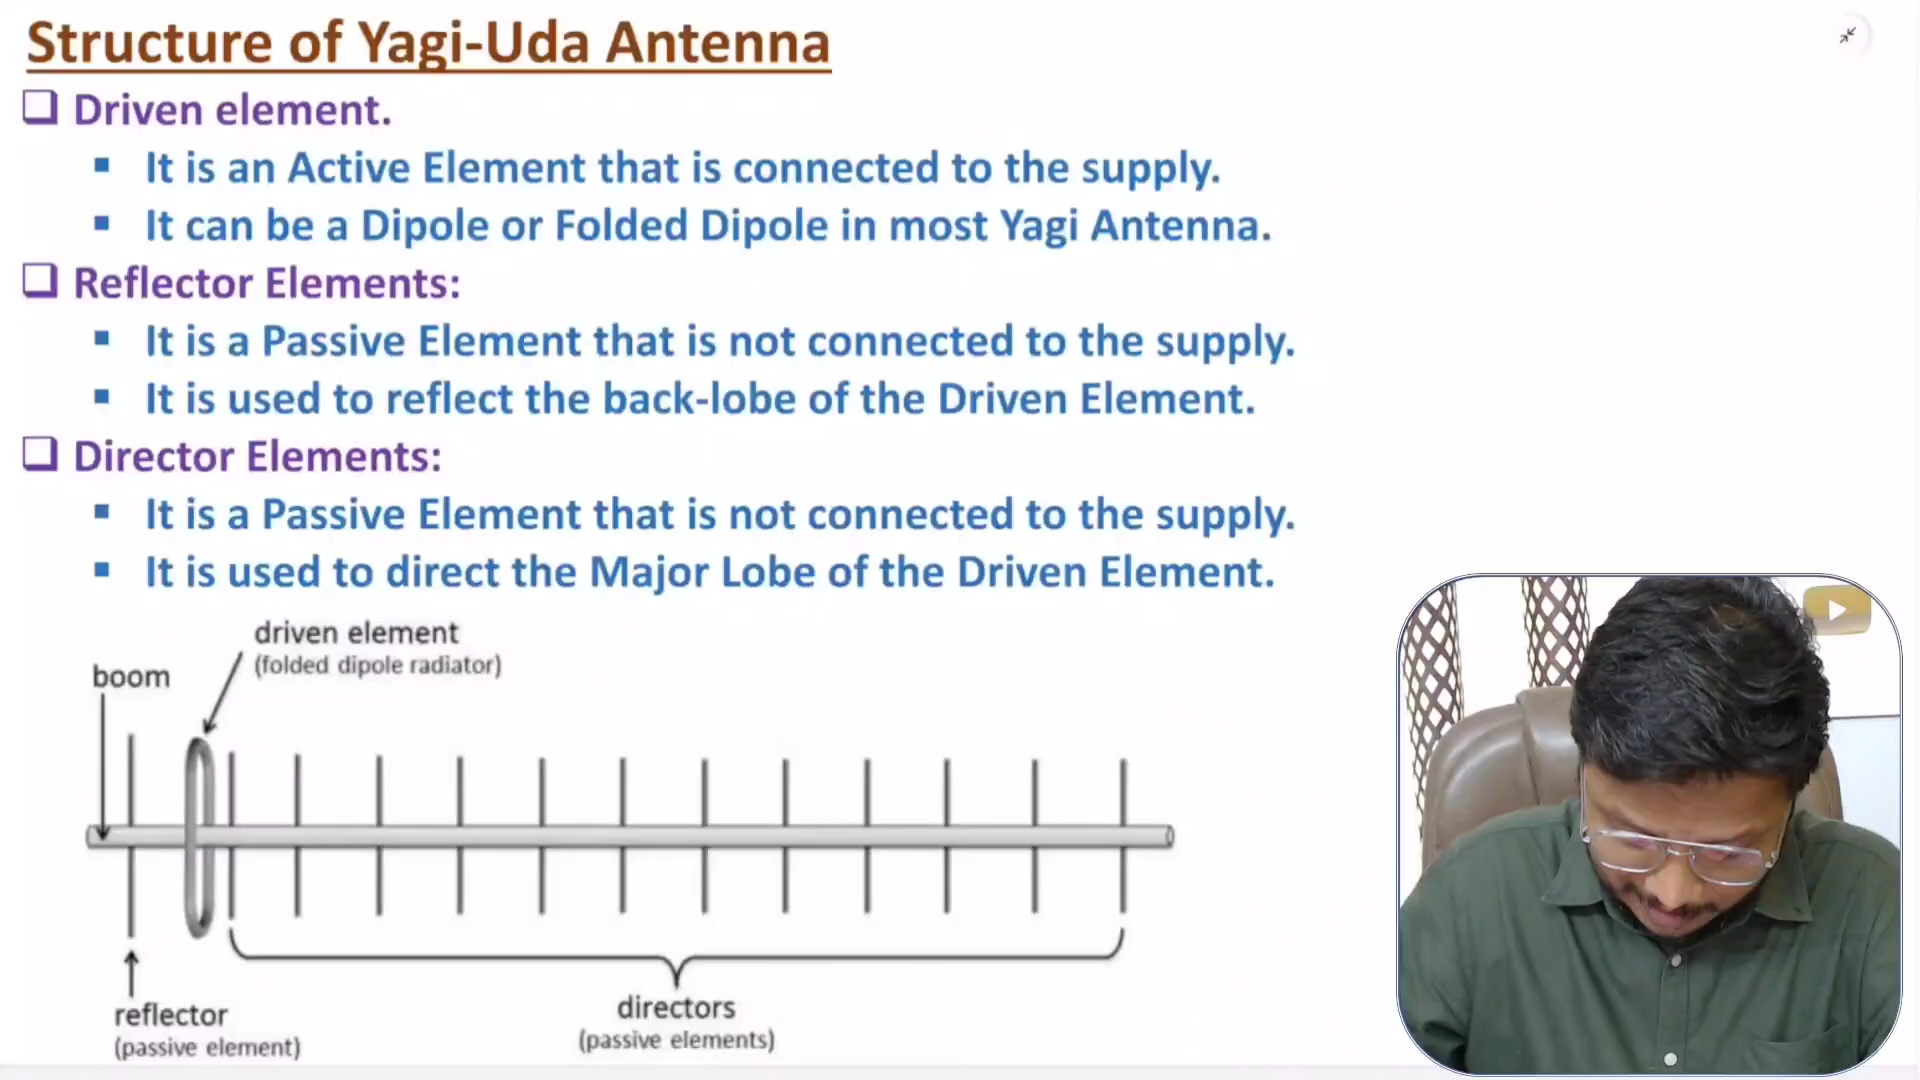 Structure of Yagi-Uda Antenna
Driven element.
It is an Active Element that is connected to the supply.
It can be a Dipole or Folded Dipole in most Yagi Antenna.
Reflector Elements:
It is a Passive Element that is not connected to the supply.
It is used to reflect the back-lobe of the Driven Element.
Director Elements:
It is a Passive Element that is not connected to the supply.
It is used to direct the Major Lobe of the Driven Element.
driven element
(folded dipole radiator)
boom
reflector
(passive element)
directors
(passive elements)